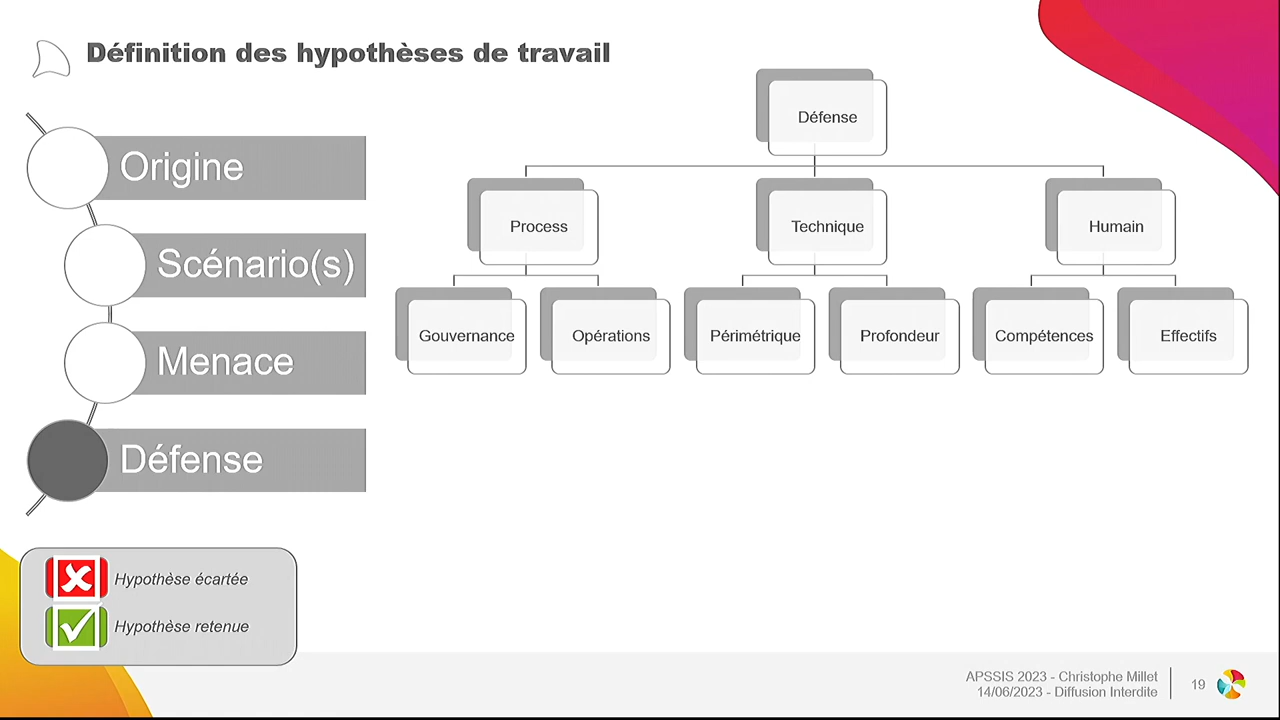 Définition des hypothèses de travail
Origine
Scénario(s)
Menace
Défense
Défense
Process
Technique
Humain
Gouvernance
Opérations
Périmétrique
Profondeur
Compétences
Effectifs
Hypothèse écartée
Hypothèse retenue
APSSIS 2023 - Christophe Millet
14/06/2023 - Diffusion Interdite
19